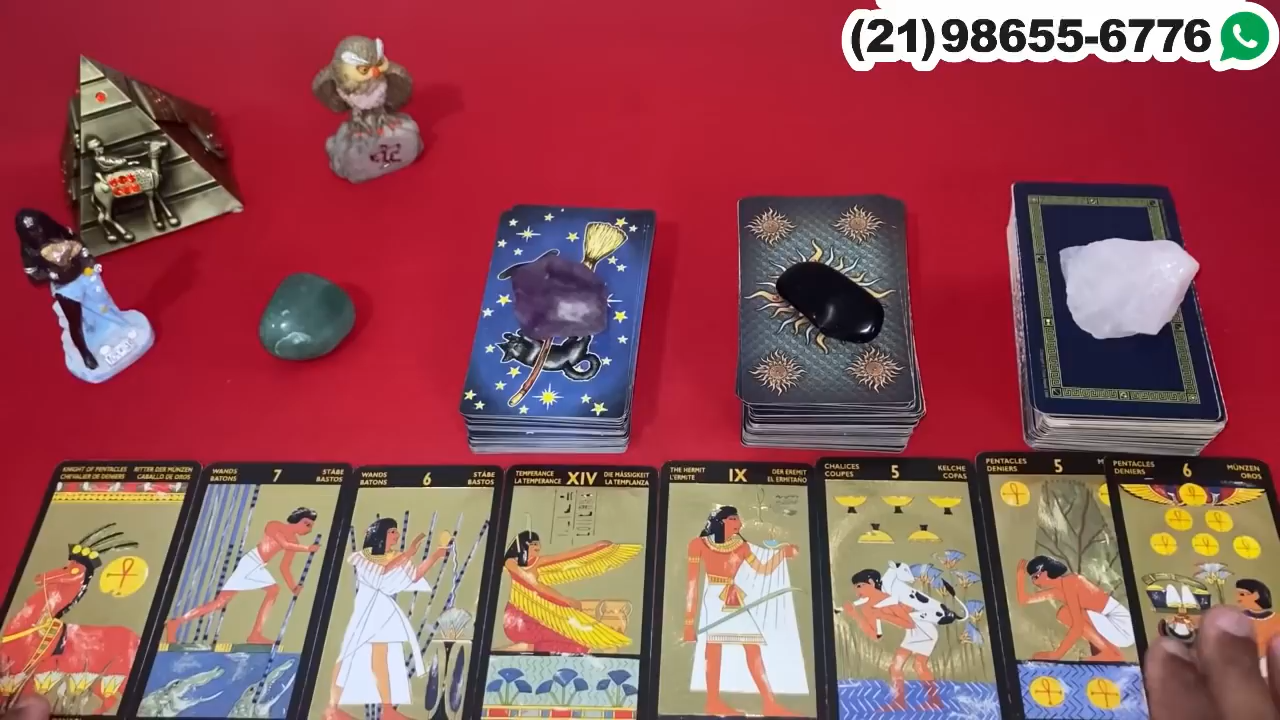 (21)98655-6776
KNIGHT OF PENTACLES RITTER DER MÜNZEN
CHEVALIER DE DENIERS CABALLO DE OROS
WANDS 7 STÄBE
BATONS BASTOS
WANDS 6 STÄBE
BATONS BASTOS
TEMPERANCE XIV DIE MÄSSIGKEIT
LA TEMPERANCE LA TEMPLANZA
THE HERMIT IX DER EREMIT
L'ERMITE EL ERMITAÑO
CHALICES 5 KELCHE
COUPES COPAS
PENTACLES 5
DENIERS
PENTACLES 6 MÜNZEN
DENIERS OROS